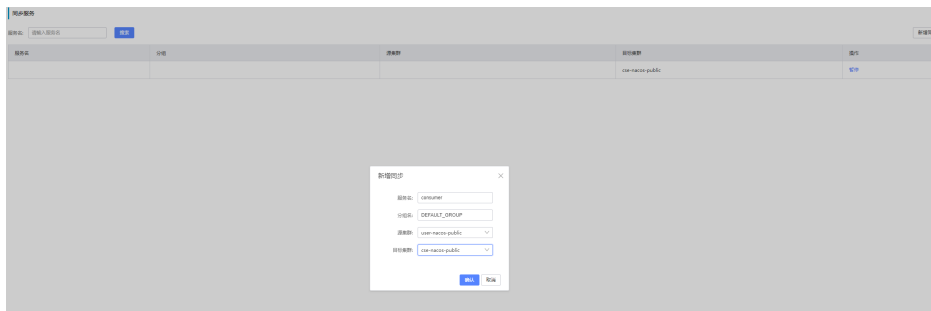 同步服务
服务名: 请输入服务名 搜索 新增同
服务名 分组 源集群 目标集群 操作
cse-nacos-public 暂停
新增同步
服务名: consumer
分组名: DEFAULT_GROUP
源集群: user-nacos-public
目标集群: cse-nacos-public
确认 取消